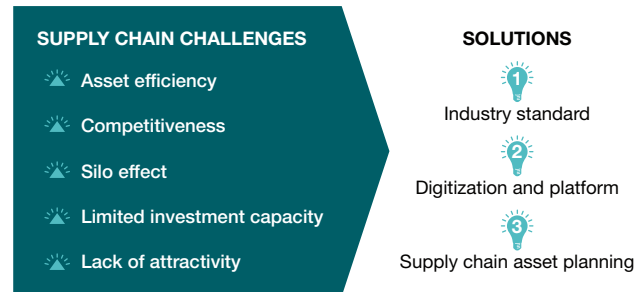 SUPPLY CHAIN CHALLENGES
Asset efficiency
Competitiveness
Silo effect
Limited investment capacity
Lack of attractivity
SOLUTIONS
1
Industry standard
2
Digitization and platform
3
Supply chain asset planning